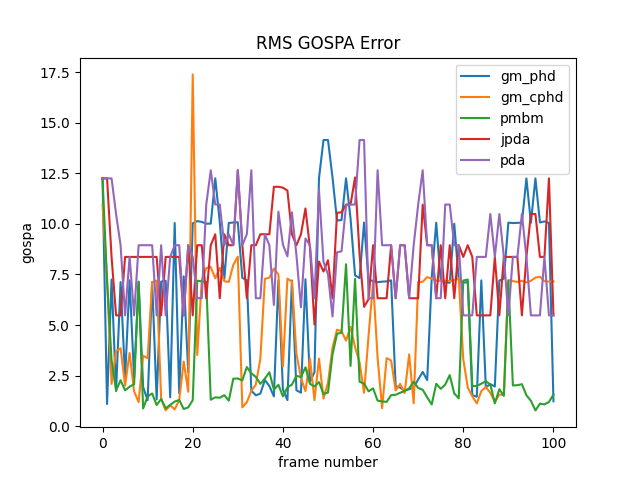 RMS GOSPA Error
gm_phd
gm_cphd
pmbm
jpda
pda
17.5
15.0
12.5
10.0
7.5
5.0
2.5
0.0
gospa
0 20 40 60 80 100
frame number